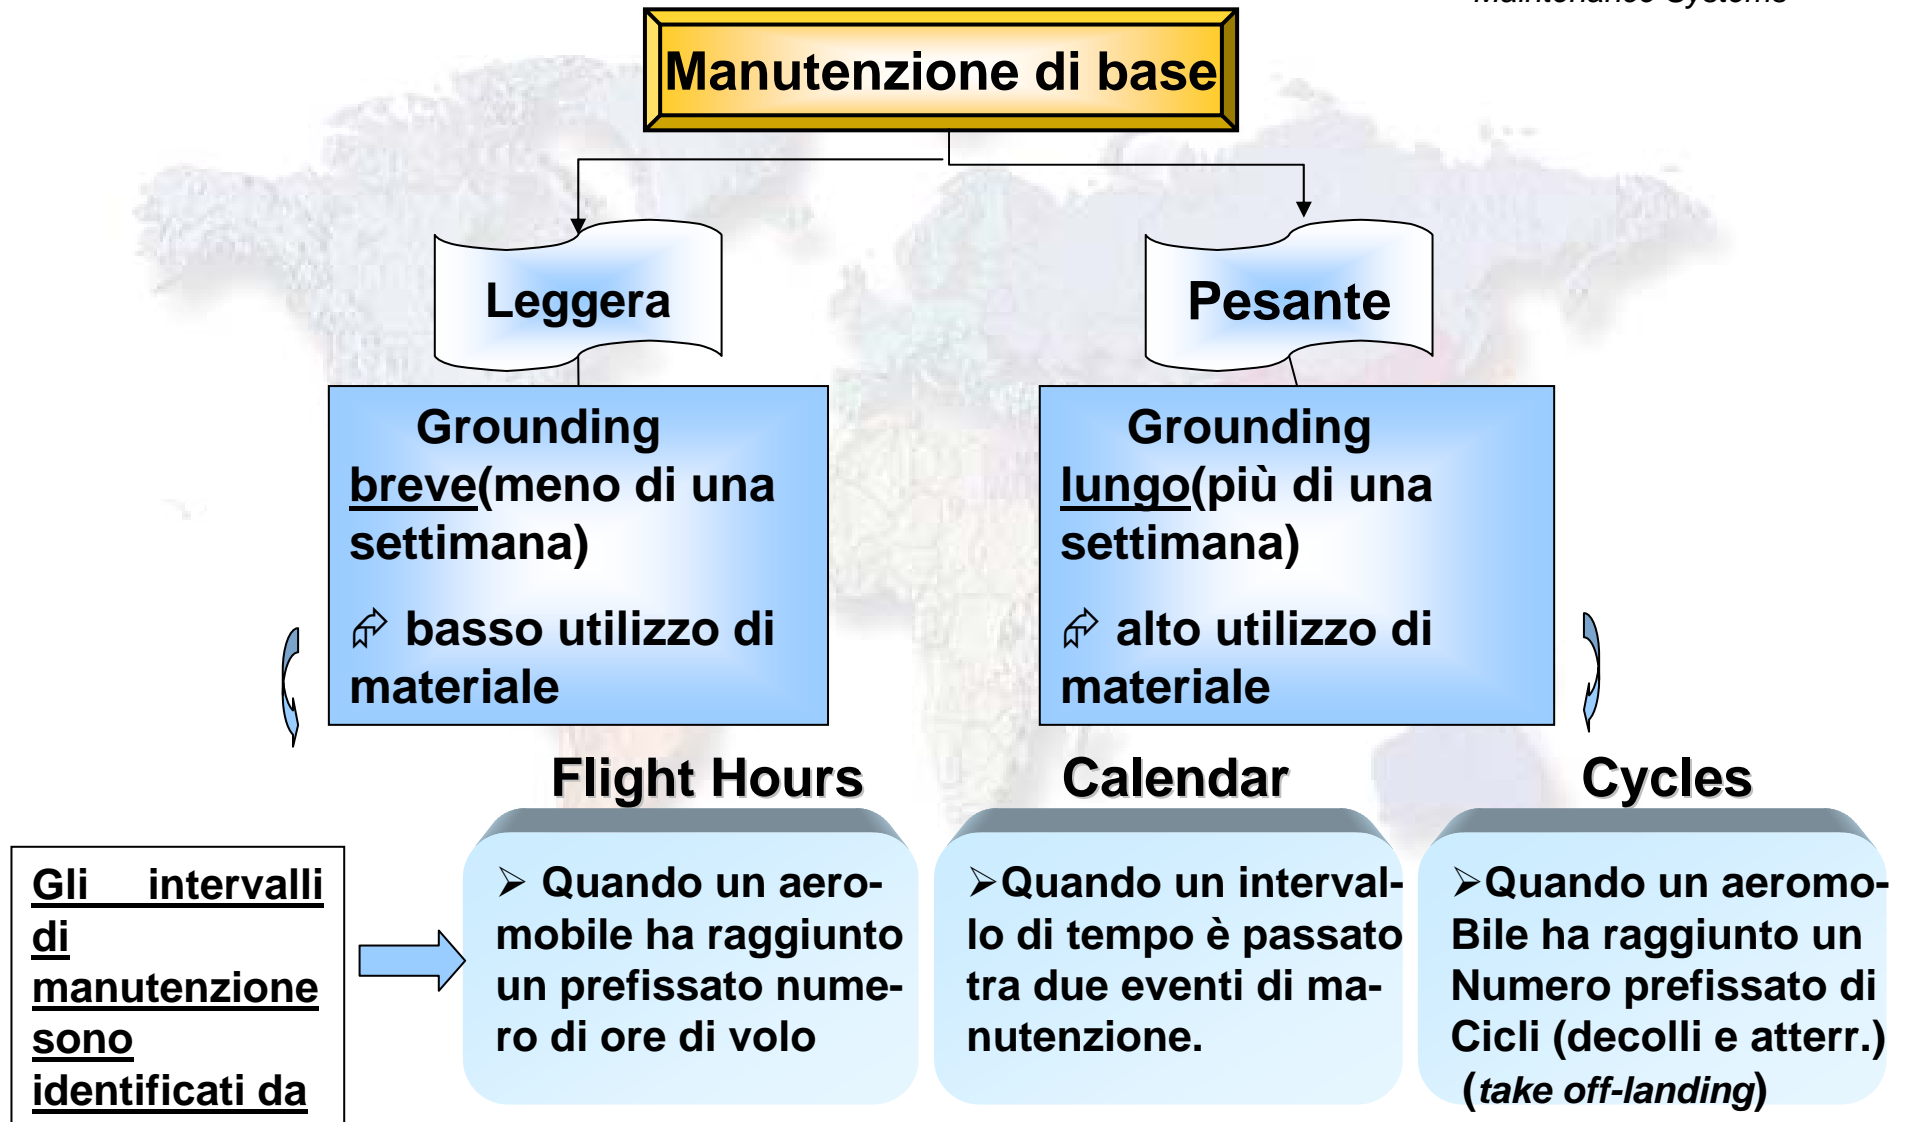 Maintenance Systems
Manutenzione di base
Leggera
Pesante
Grounding
breve(meno di una
settimana)
basso utilizzo di
materiale
Grounding
lungo(più di una
settimana)
alto utilizzo di
materiale
Flight Hours
Calendar
Cycles
Gli intervalli
di
manutenzione
sono
identificati da
➢ Quando un aero-
mobile ha raggiunto
un prefissato nume-
ro di ore di volo
➢Quando un interval-
lo di tempo è passato
tra due eventi di ma-
nutenzione.
➢Quando un aeromo-
Bile ha raggiunto un
Numero prefissato di
Cicli (decolli e atterr.)
(take off-landing)